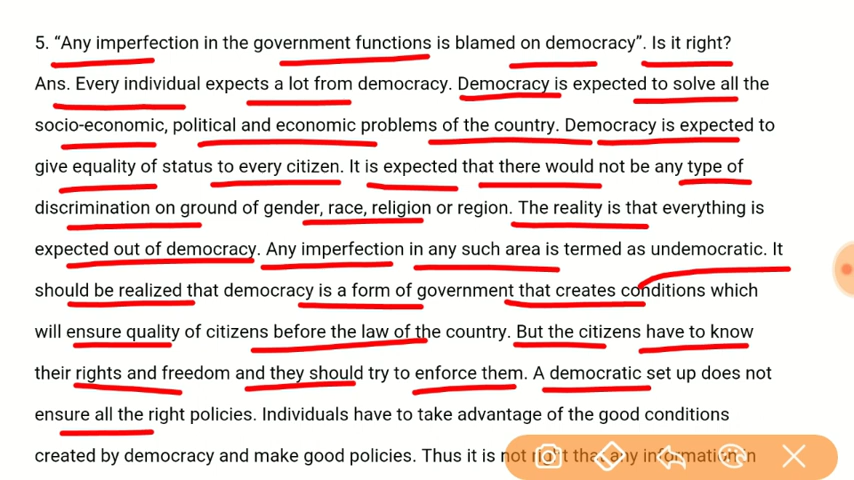 5. “Any imperfection in the government functions is blamed on democracy”. Is it right?
Ans. Every individual expects a lot from democracy. Democracy is expected to solve all the
socio-economic, political and economic problems of the country. Democracy is expected to
give equality of status to every citizen. It is expected that there would not be any type of
discrimination on ground of gender, race, religion or region. The reality is that everything is
expected out of democracy. Any imperfection in any such area is termed as undemocratic. It
should be realized that democracy is a form of government that creates conditions which
will ensure quality of citizens before the law of the country. But the citizens have to know
their rights and freedom and they should try to enforce them. A democratic set up does not
ensure all the right policies. Individuals have to take advantage of the good conditions
created by democracy and make good policies. Thus it is not right that any information in